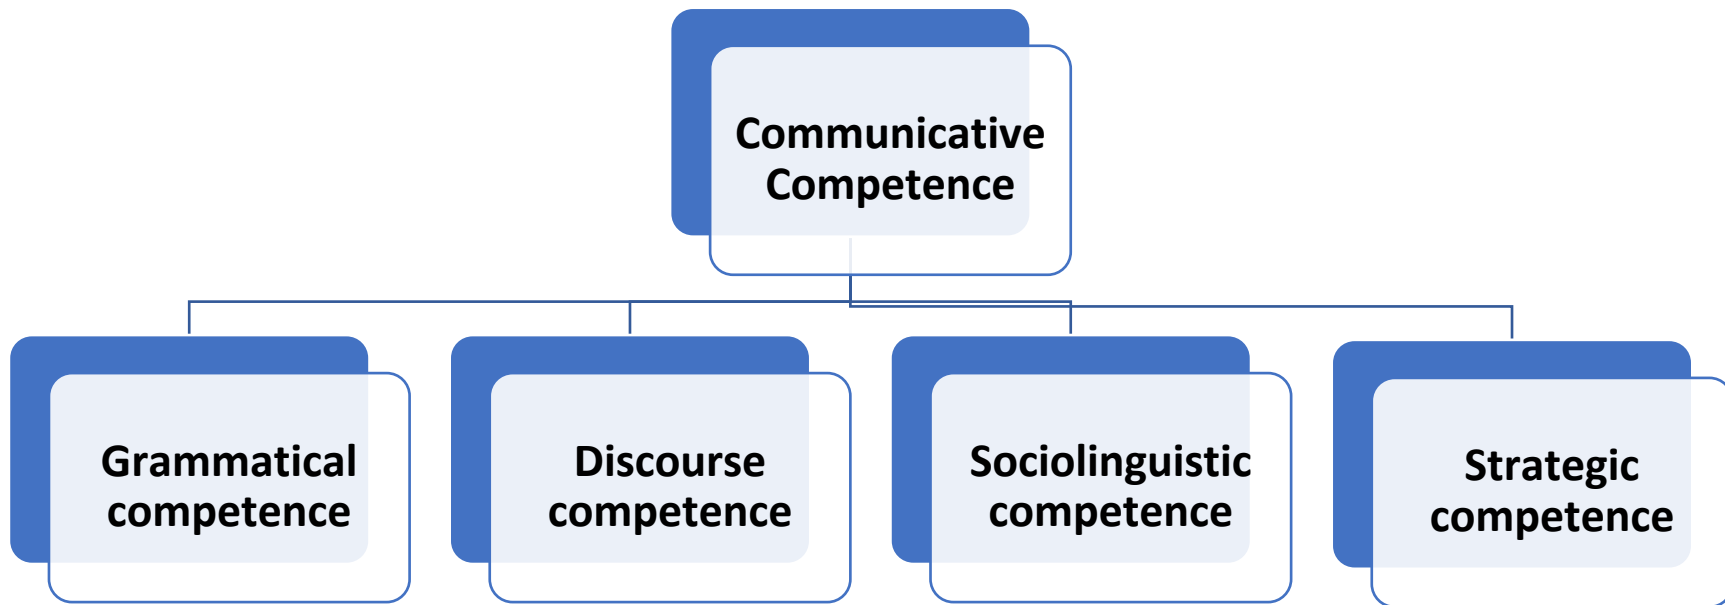 Communicative
Competence
Grammatical
competence
Discourse
competence
Sociolinguistic
competence
Strategic
competence